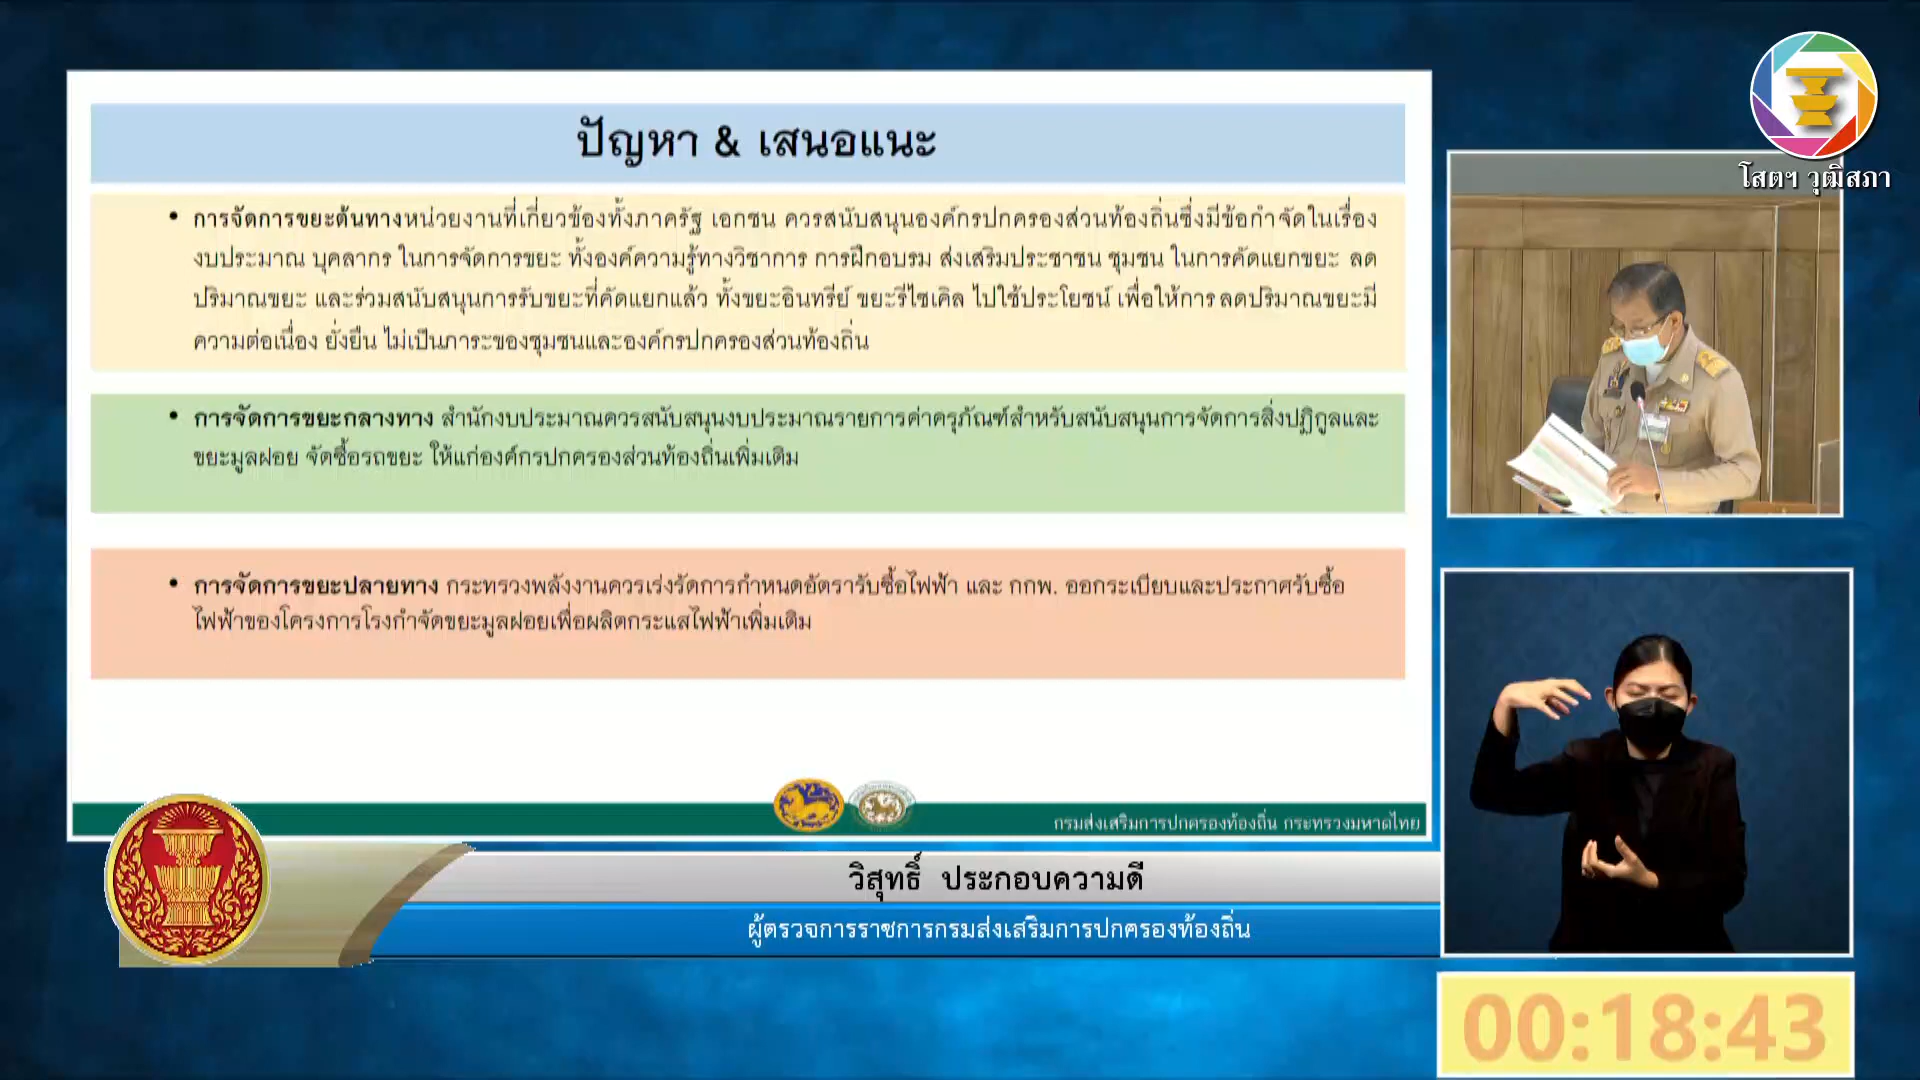 โสตฯ วุฒิสภา
ปัญหา & เสนอแนะ
• การจัดการขยะต้นทางหน่วยงานที่เกี่ยวข้องทั้งภาครัฐ เอกชน ควรสนับสนุนองค์กรปกครองส่วนท้องถิ่นซึ่งมีข้อกำจัดในเรื่อง
งบประมาณ บุคลากร ในการจัดการขยะ ทั้งองค์ความรู้ทางวิชาการ การฝึกอบรม ส่งเสริมประชาชน ชุมชน ในการคัดแยกขยะ ลด
ปริมาณขยะ และร่วมสนับสนุนการรับขยะที่คัดแยกแล้ว ทั้งขยะอินทรีย์ ขยะรีไซเคิล ไปใช้ประโยชน์ เพื่อให้การลดปริมาณขยะมี
ความต่อเนื่อง ยั่งยืน ไม่เป็นภาระของชุมชนและองค์กรปกครองส่วนท้องถิ่น
• การจัดการขยะกลางทาง สำนักงบประมาณควรสนับสนุนงบประมาณรายการค่าครุภัณฑ์สำหรับสนับสนุนการจัดการสิ่งปฏิกูลและ
ขยะมูลฝอย จัดซื้อรถขยะ ให้แก่องค์กรปกครองส่วนท้องถิ่นเพิ่มเติม
• การจัดการขยะปลายทาง กระทรวงพลังงานควรเร่งรัดการกำหนดอัตรารับซื้อไฟฟ้า และ กกพ. ออกระเบียบและประกาศรับซื้อ
ไฟฟ้าของโครงการโรงกำจัดขยะมูลฝอยเพื่อผลิตกระแสไฟฟ้าเพิ่มเติม
กรมส่งเสริมการปกครองท้องถิ่น กระทรวงมหาดไทย
วิสุทธิ์ ประกอบความดี
ผู้ตรวจการราชการกรมส่งเสริมการปกครองท้องถิ่น
00:18:43